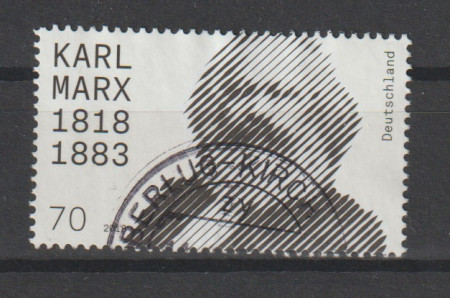 KARL
MARX
1818
1883
70
Deutschland